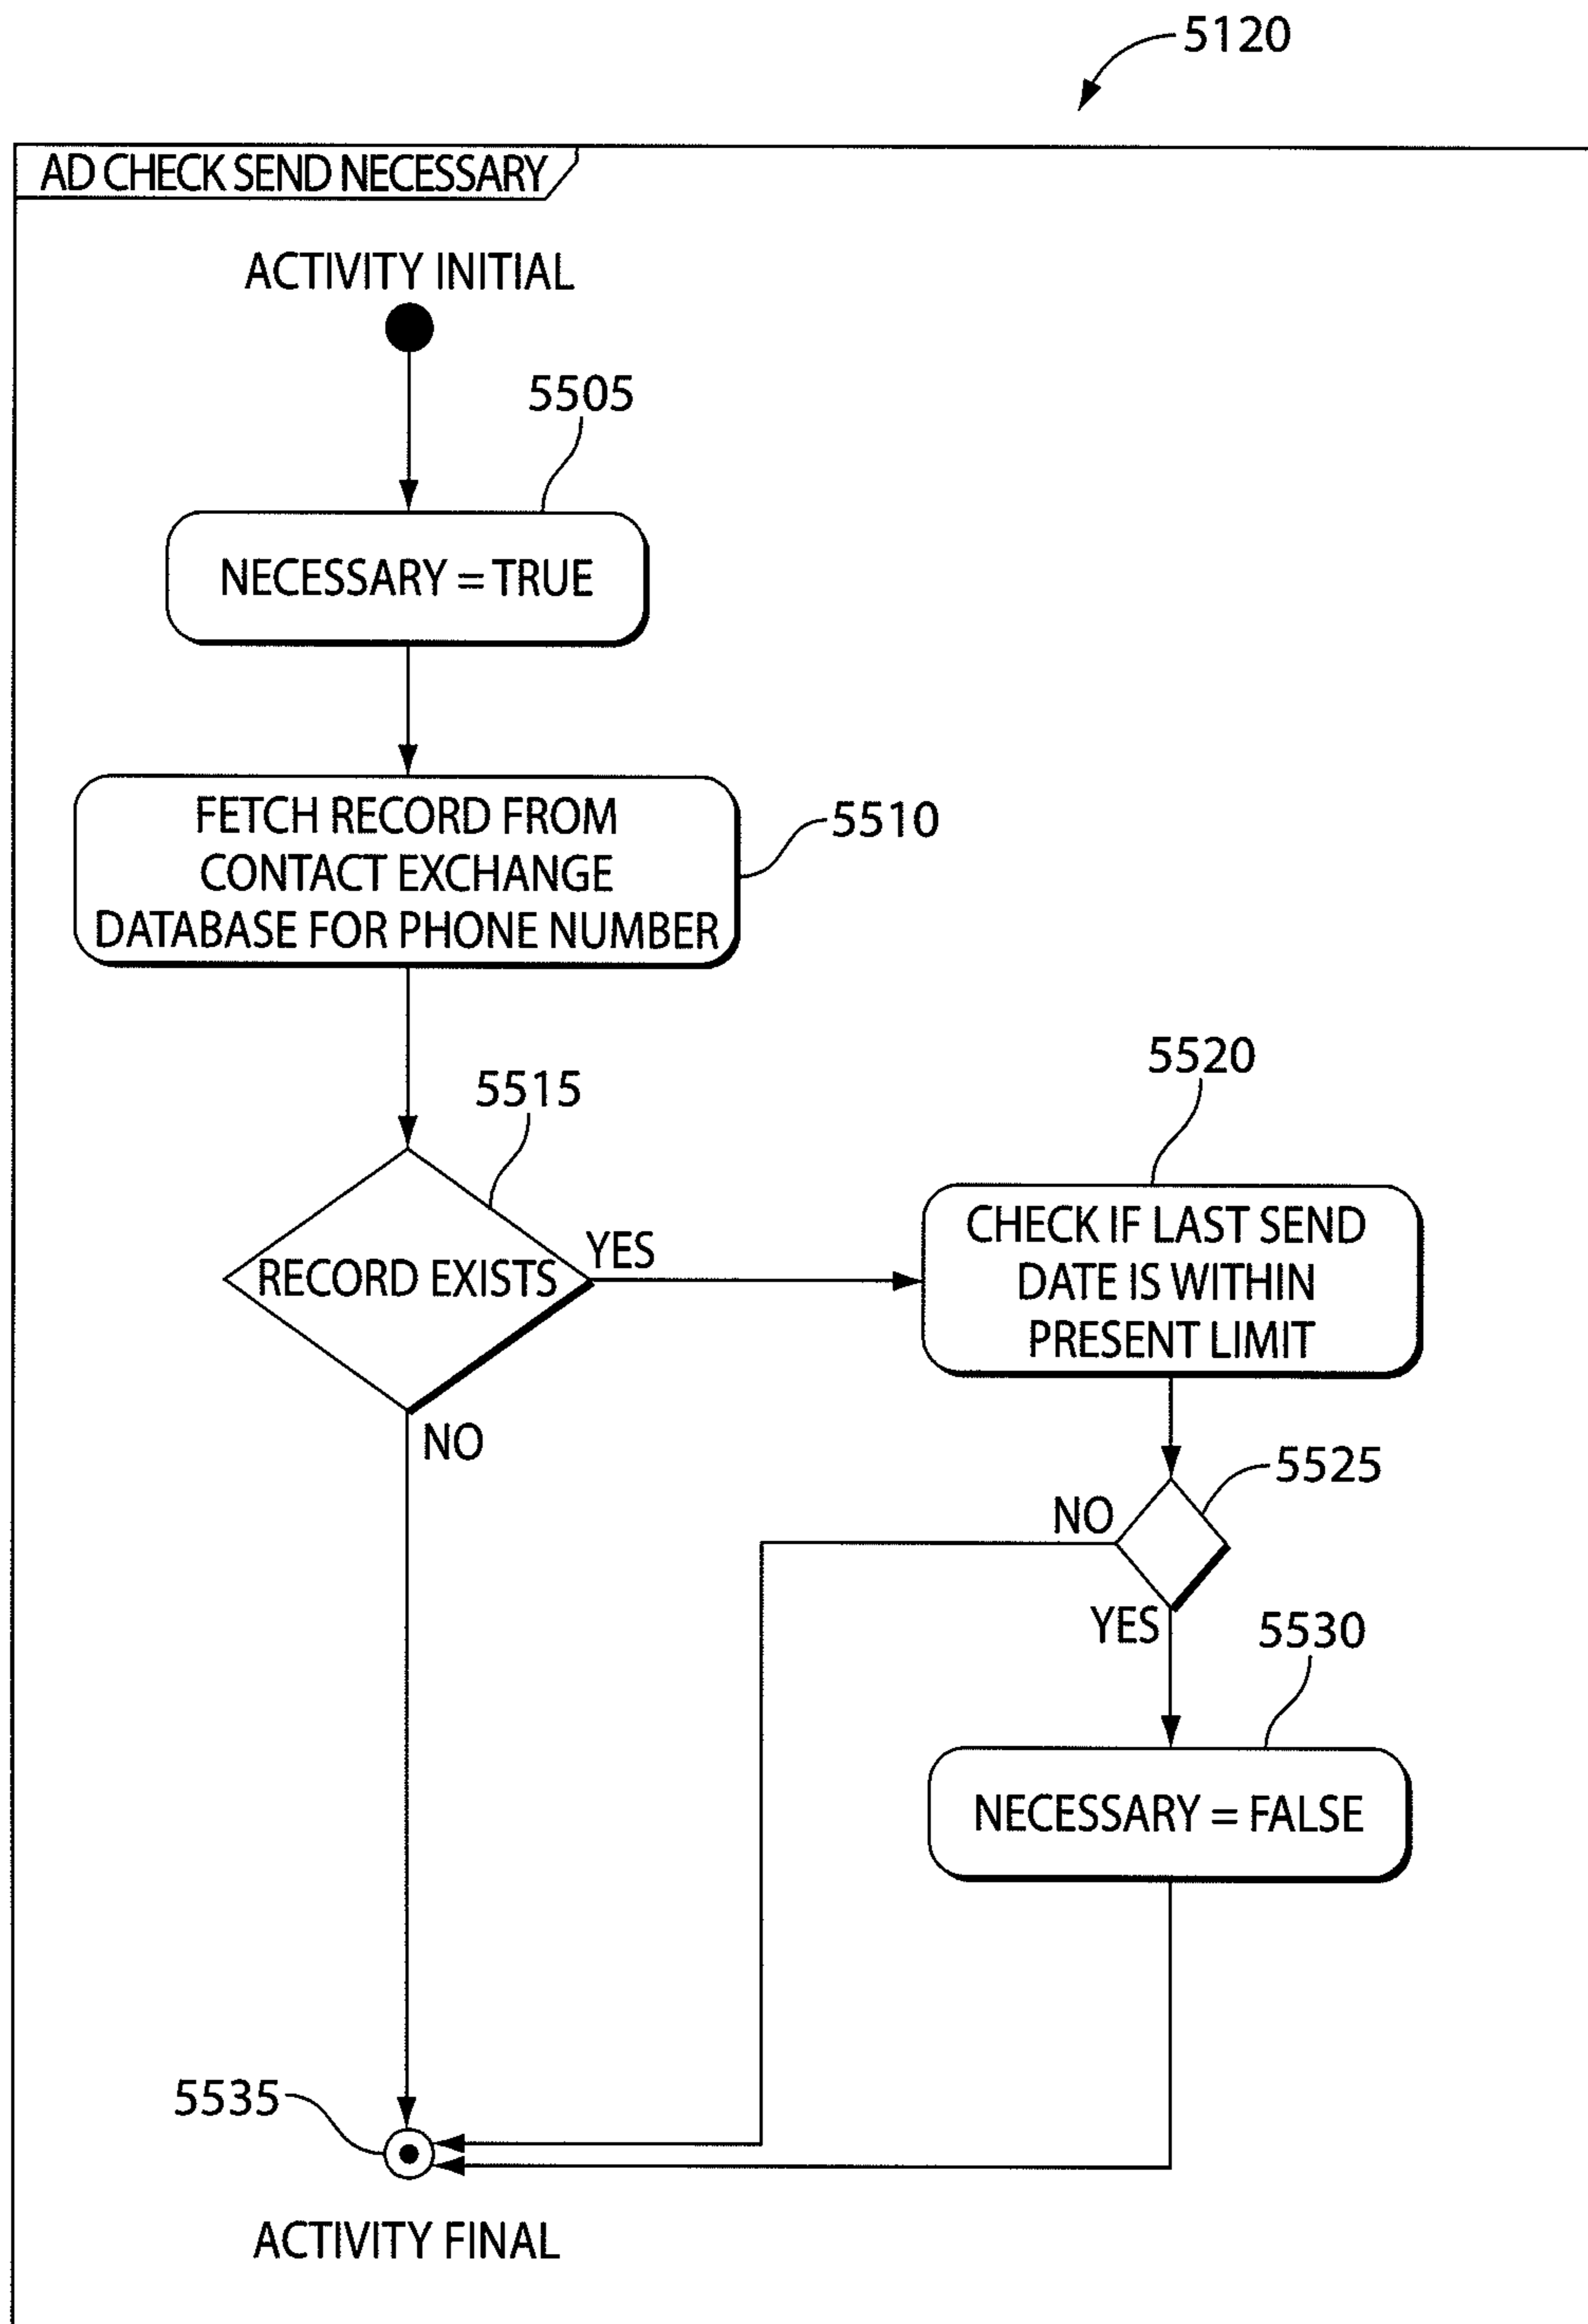 5120
AD CHECK SEND NECESSARY
ACTIVITY INITIAL
5505
NECESSARY = TRUE
FETCH RECORD FROM
CONTACT EXCHANGE
DATABASE FOR PHONE NUMBER
5510
5515
RECORD EXISTS
YES
NO
5520
CHECK IF LAST SEND
DATE IS WITHIN
PRESENT LIMIT
5525
NO
YES
5530
NECESSARY = FALSE
5535
ACTIVITY FINAL